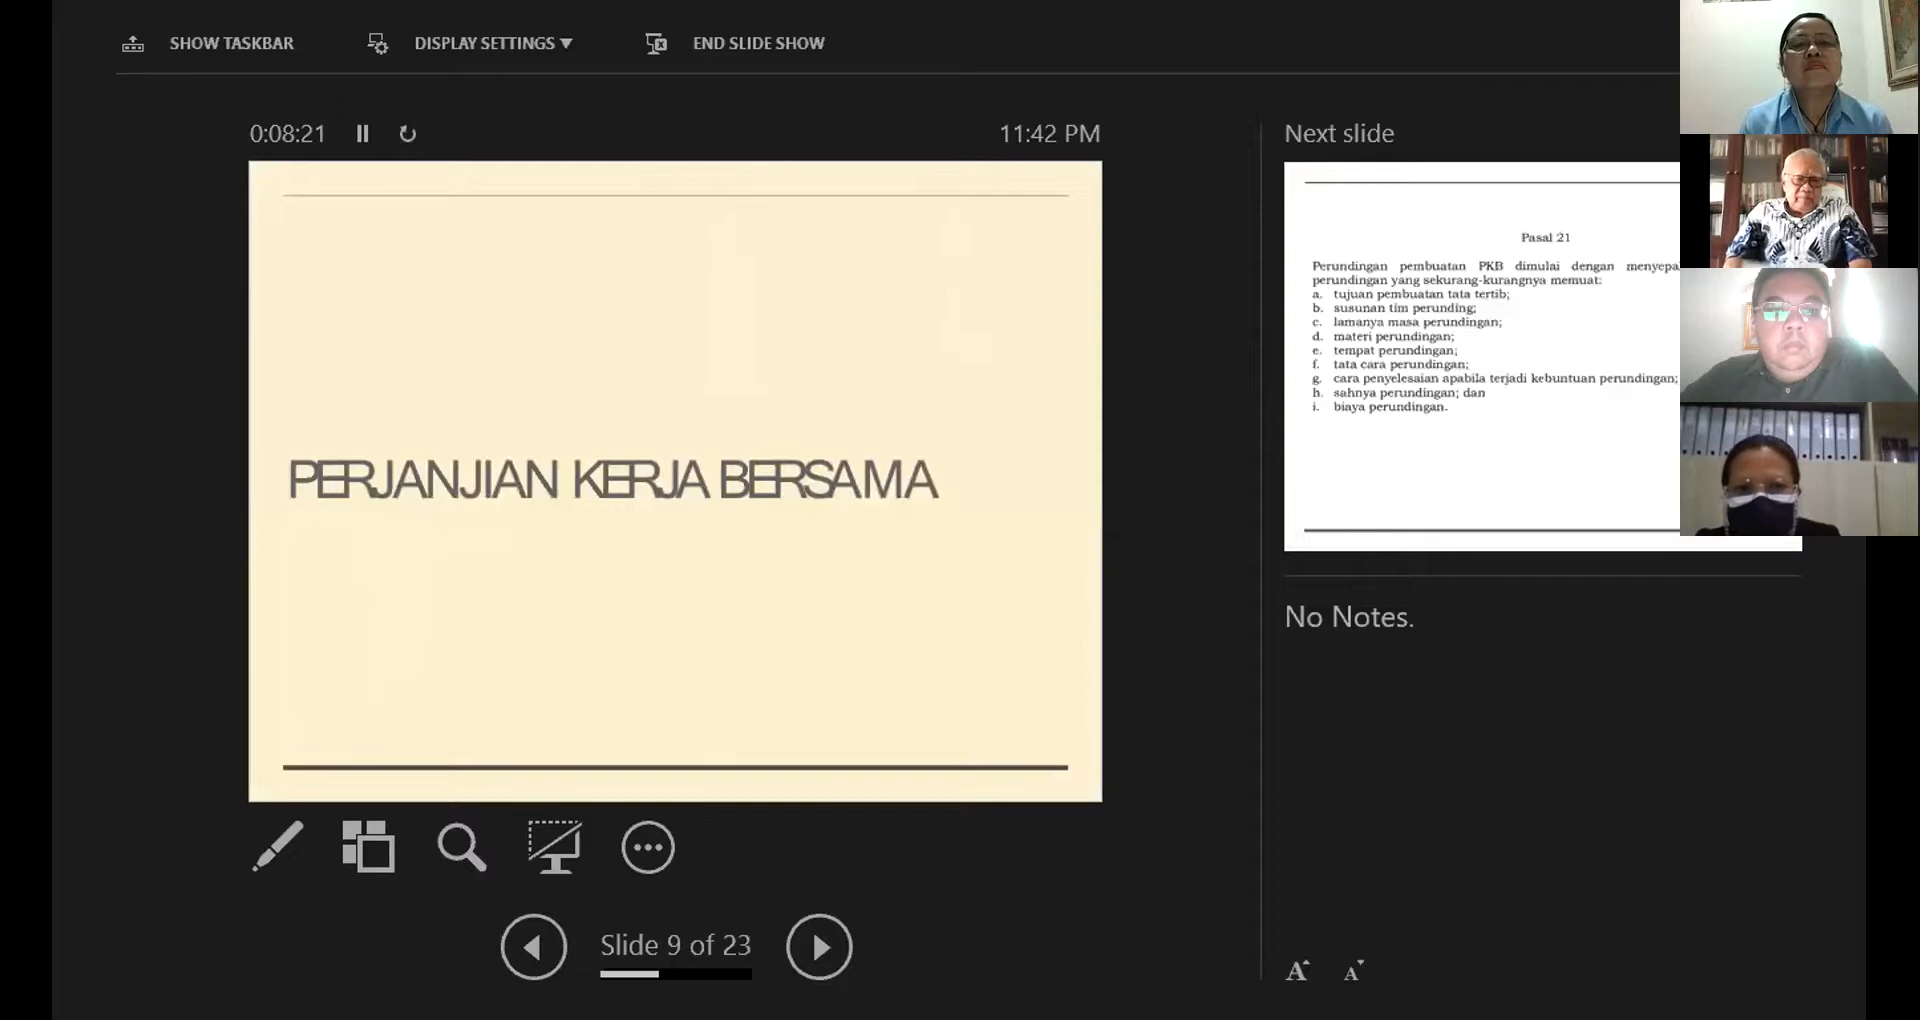 SHOW TASKBAR
DISPLAY SETTINGS
END SLIDE SHOW
0:08:21
11:42 PM
PERJANJIAN KERJA BERSAMA
Slide 9 of 23
Next slide
Pasal 21
Perundingan pembuatan PKB dimulai dengan
perundingan yang sekurang-kurangnya memuat:
a. tujuan pembuatan tata tertib;
b. susunan tim perunding;
c. lamanya masa perundingan;
d. materi perundingan;
e. tempat perundingan;
f. tata cara perundingan;
g. cara penyelesaian apabila terjadi kebuntuan perundingan;
h. sahnya perundingan; dan
i. biaya perundingan.
No Notes.
A A